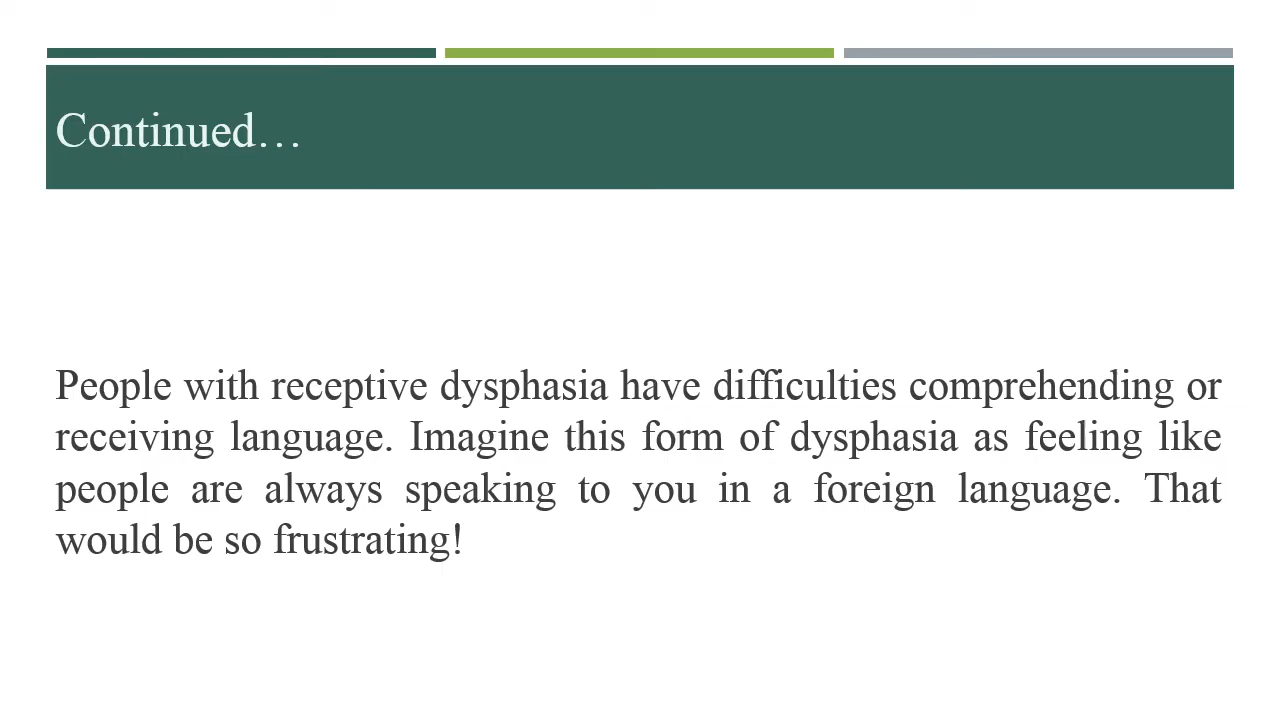 Continued…
People with receptive dysphasia have difficulties comprehending or
receiving language. Imagine this form of dysphasia as feeling like
people are always speaking to you in a foreign language. That
would be so frustrating!